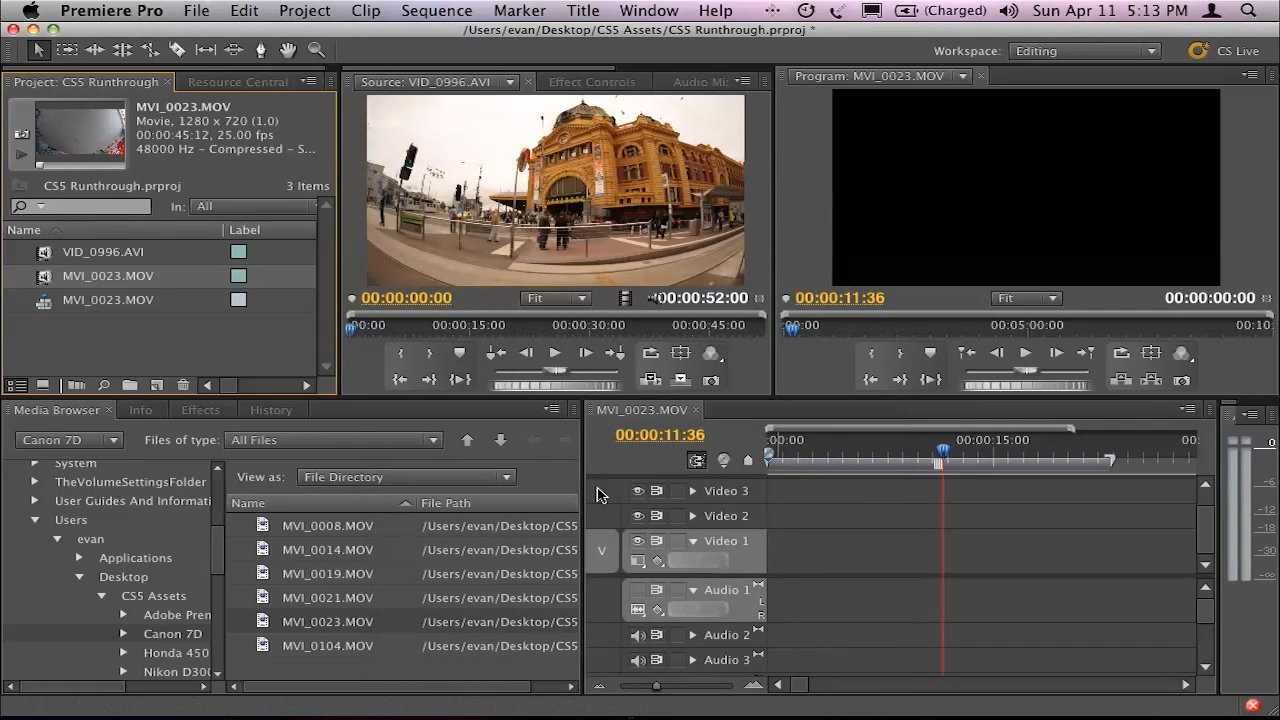 Premiere Pro File Edit Project Clip Sequence Marker Title Window Help (Charged) Sun Apr 11 5:13 PM
/Users/evan/Desktop/CS5 Assets/CS5 Runthrough.prproj *
Workspace: Editing CS Live
Project: CS5 Runthrough × Resource Central
MVI_0023.MOV
Movie, 1280 x 720 (1.0)
00:00:45:12, 25.00 fps
48000 Hz - Compressed - S...
CS5 Runthrough.prproj 3 Items
In: All
Name Label
VID_0996.AVI
MVI_0023.MOV
MVI_0023.MOV
Source: VID_0996.AVI × Effect Controls Audio Mi:
00:00:00:00 Fit 00:00:52:00
00:00 00:00:15:00 00:00:30:00 00:00:45:00
Program: MVI_0023.MOV ×
00:00:11:36 Fit 00:00:00:00
00:00 00:05:00:00 00:10:
Media Browser × Info Effects History
Canon 7D Files of type: All Files
System
TheVolumeSettingsFolder
User Guides And Informati
Users
evan
Applications
Desktop
CS5 Assets
Adobe Pren
Canon 7D
Honda 450
Nikon D300
View as: File Directory
Name File Path
MVI_0008.MOV /Users/evan/Desktop/CS5
MVI_0014.MOV /Users/evan/Desktop/CS5
MVI_0019.MOV /Users/evan/Desktop/CS5
MVI_0021.MOV /Users/evan/Desktop/CS5
MVI_0023.MOV /Users/evan/Desktop/CS5
MVI_0104.MOV /Users/evan/Desktop/CS5
MVI_0023.MOV ×
00:00:11:36 :00:00 00:00:15:00 00:
Video 3
Video 2
V Video 1
Audio 1
L
R
Audio 2
Audio 3
0
-6
-12
-18
-30
-∞